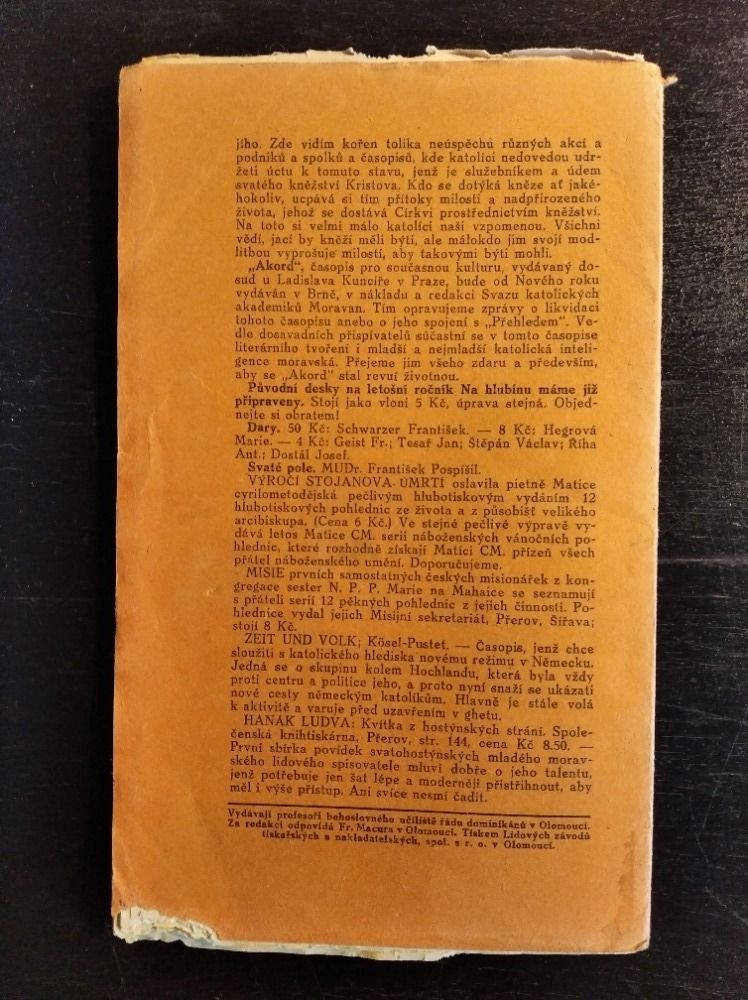 jího. Zde vidím kořen tolika neúspěchů různých akcí a
podniků a spolků a časopisů, kde katolíci nedovedou udr-
žeti úctu k tomuto stavu, jenž je služebníkem a údem
svatého kněžství Kristova. Kdo se dotýká kněze ať jaké-
hokoliv, ucpává si tím přítoky milosti a nadpřirozeného
života, jehož se dostává Církvi prostřednictvím kněžství.
Na toto si velmi málo katolíci naši vzpomenou. Všichni
vědí, jací by kněží měli býti, ale málokdo jim svojí mod-
litbou vyprošuje milostí, aby takovými býti mohli.
„Akord“, časopis pro současnou kulturu, vydávaný do-
sud u Ladislava Kuncíře v Praze, bude od Nového roku
vydáván v Brně, v nákladu a redakci Svazu katolických
akademiků Moravan. Tím opravujeme zprávy o likvidaci
tohoto časopisu anebo o jeho spojení s „Přehledem“. Ve-
dle dosavadních přispívatelů súčastní se v tomto časopise
literárního tvoření i mladší a nejmladší katolická inteli-
gence moravská. Přejeme jim všeho zdaru a především,
aby se „Akord“ stal revuí životnou.
Původní desky na letošní ročník Na hlubinu máme již
připraveny. Stojí jako vloni 5 Kč, úprava stejná. Objed-
nejte si obratem!
Dary. 50 Kč: Schwarzer František. — 8 Kč: Hegrová
Marie. — 4 Kč: Geist Fr.; Tesař Jan; Štěpán Václav; Říha
Ant.; Dostál Josef.
Svaté pole. MUDr. František Pospíšil.
VÝROČÍ STOJANOVA ÚMRTÍ oslavila pietně Matice
cyrilometodějská pečlivým hlubotiskovým vydáním 12
hlubotiskových pohlednic ze života a z působišť velikého
arcibiskupa. (Cena 6 Kč.) Ve stejné pečlivé výpravě vy-
dává letos Matice CM. serii náboženských vánočních po-
hlednic, které rozhodně získají Matici CM. přízeň všech
přátel náboženského umění. Doporučujeme.
MISIE prvních samostatných českých misionářek z kon-
gregace sester N. P. P. Marie na Mahaice se seznamují
s přáteli serií 12 pěkných pohlednic z jejich činnosti. Po-
hlednice vydal jejich Misijní sekretariát, Přerov, Šířava;
stojí 8 Kč.
ZEIT UND VOLK; Kösel-Pustet. — Časopis, jenž chce
sloužiti s katolického hlediska novému režimu v Německu.
Jedná se o skupinu kolem Hochlandu, která byla vždy
proti centru a politice jeho, a proto nyní snaží se ukázati
nové cesty německým katolíkům. Hlavně je stále volá
k aktivitě a varuje před uzavřením v ghetu.
HANÁK LUDVA: Kvítka z hostýnských strání. Spole-
čenská knihtiskárna, Přerov, str. 144, cena Kč 8.50. —
První sbírka povídek svatohostýnských mladého morav-
ského lidového spisovatele mluví dobře o jeho talentu,
jenž potřebuje jen šat lépe a moderněji přistřihnout, aby
měl i výše přístup. Ani svíce nesmí čadit.
Vydávají profesoři bohoslovného učiliště řádu dominikánů v Olomouci.
Za redakci odpovídá Fr. Macura v Olomouci. Tiskem Lidových závodů
tiskařských a nakladatelských, spol. s r. o. v Olomouci.